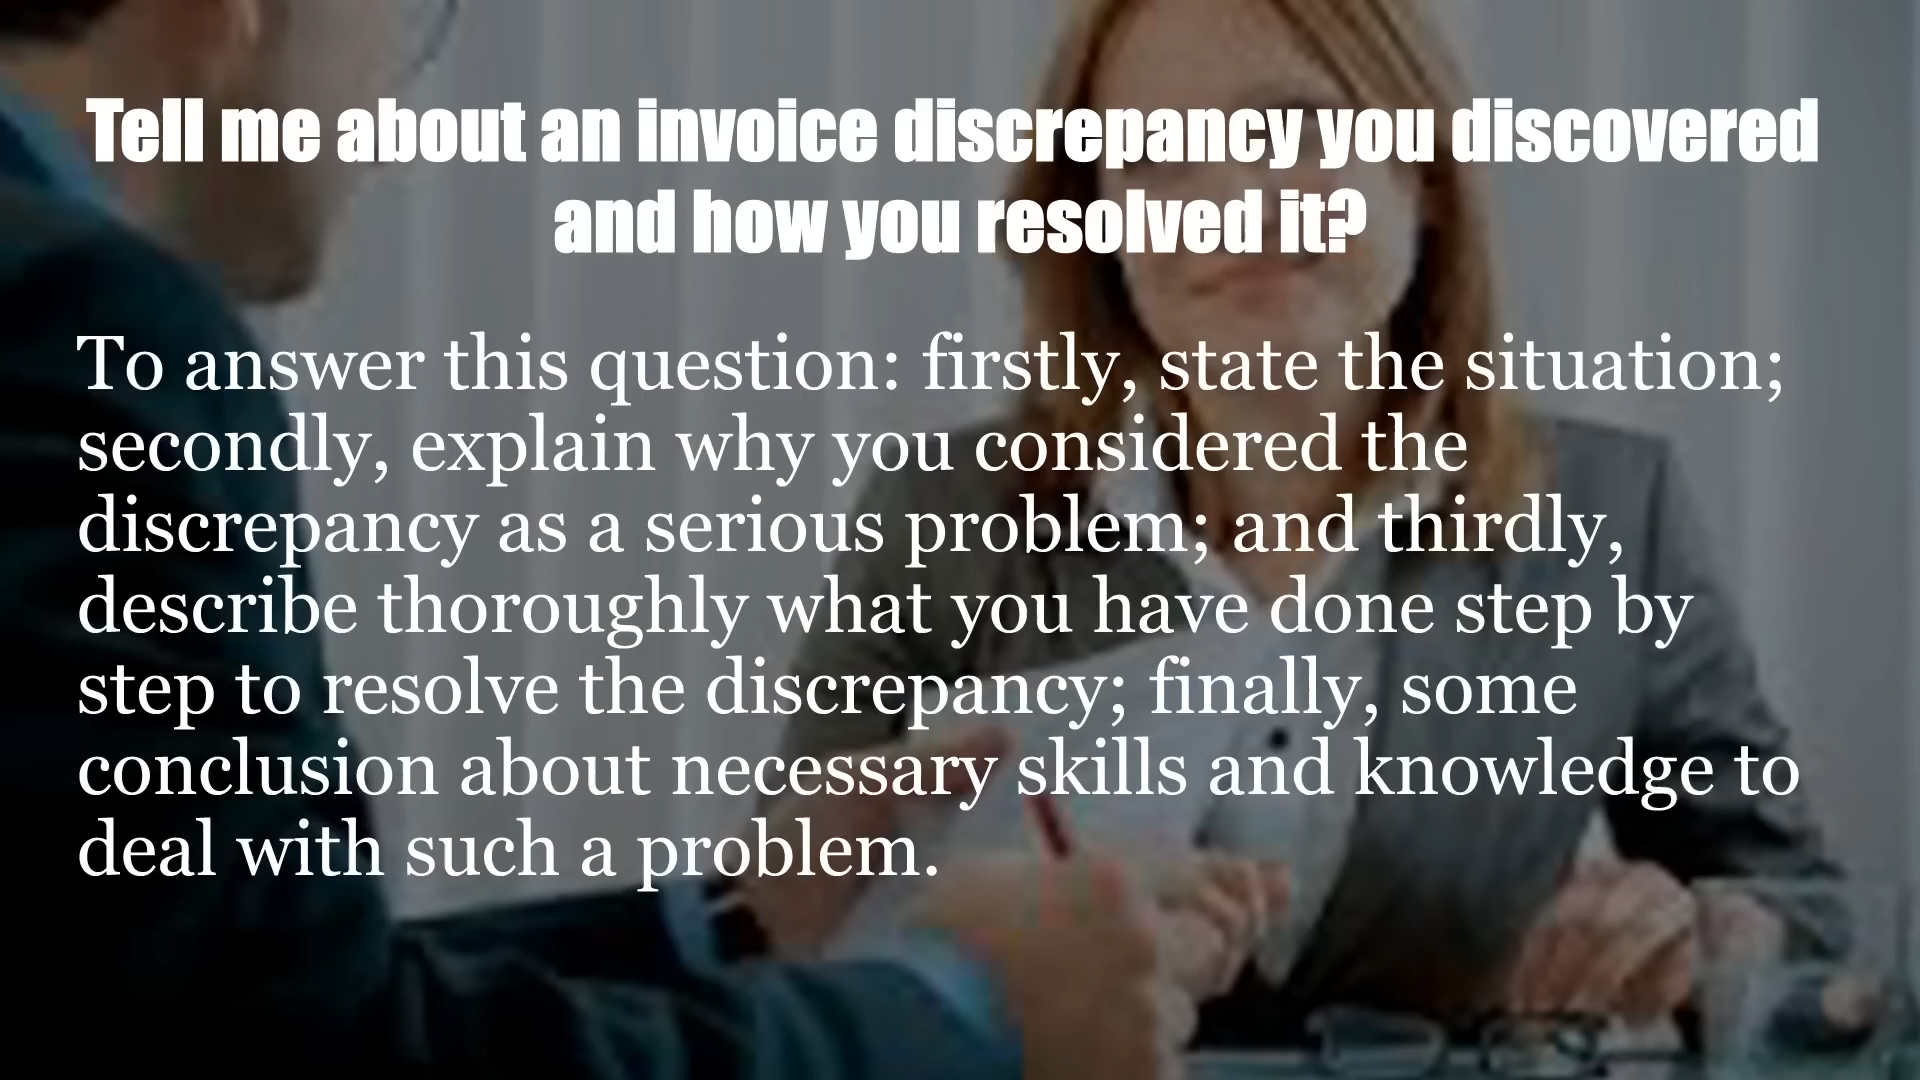 Tell me about an invoice discrepancy you discovered
and how you resolved it?
To answer this question: firstly, state the situation;
secondly, explain why you considered the
discrepancy as a serious problem; and thirdly,
describe thoroughly what you have done step by
step to resolve the discrepancy; finally, some
conclusion about necessary skills and knowledge to
deal with such a problem.